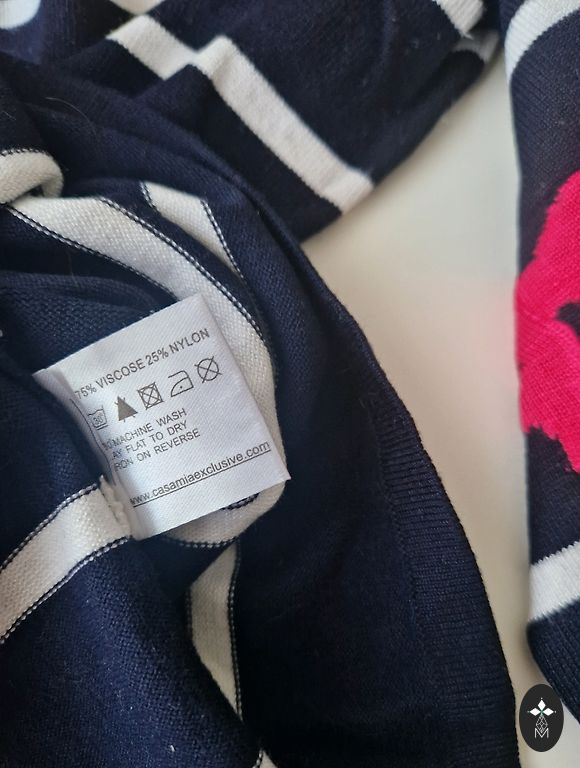 75% VISCOSE 25% NYLON
MACHINE WASH
LAY FLAT TO DRY
IRON ON REVERSE
www.casamiaexclusive.com